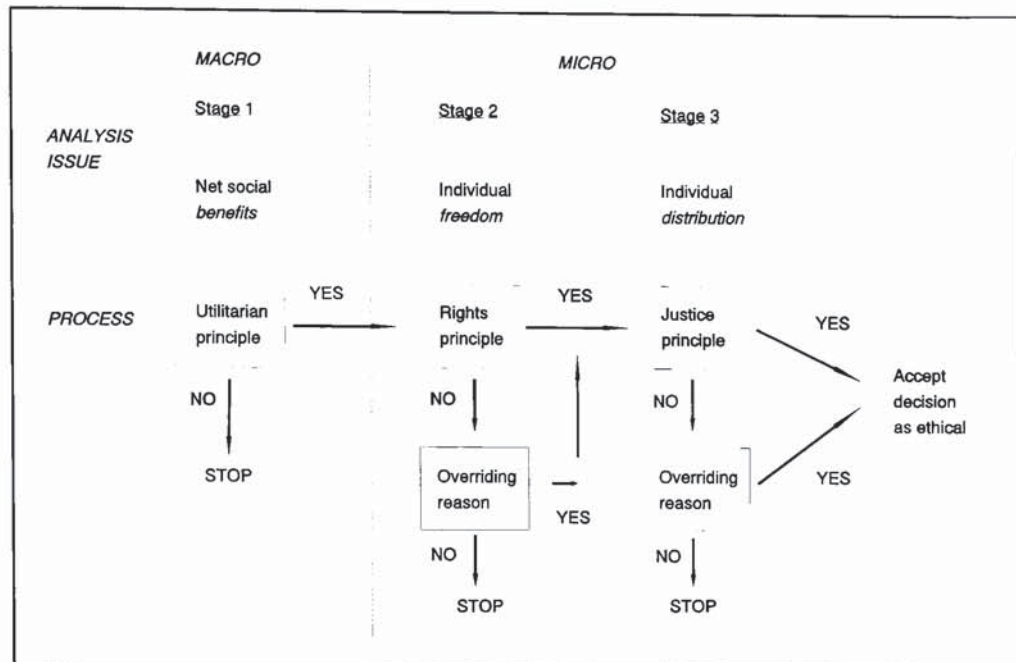 MACRO
MICRO
Stage 1
Stage 2
Stage 3
ANALYSIS
ISSUE
Net social
benefits
Individual
freedom
Individual
distribution
PROCESS
Utilitarian
principle
YES
Rights
principle
YES
Justice
principle
YES
NO
NO
NO
Accept
decision
as ethical
STOP
Overriding
reason
YES
Overriding
reason
YES
NO
NO
STOP
STOP